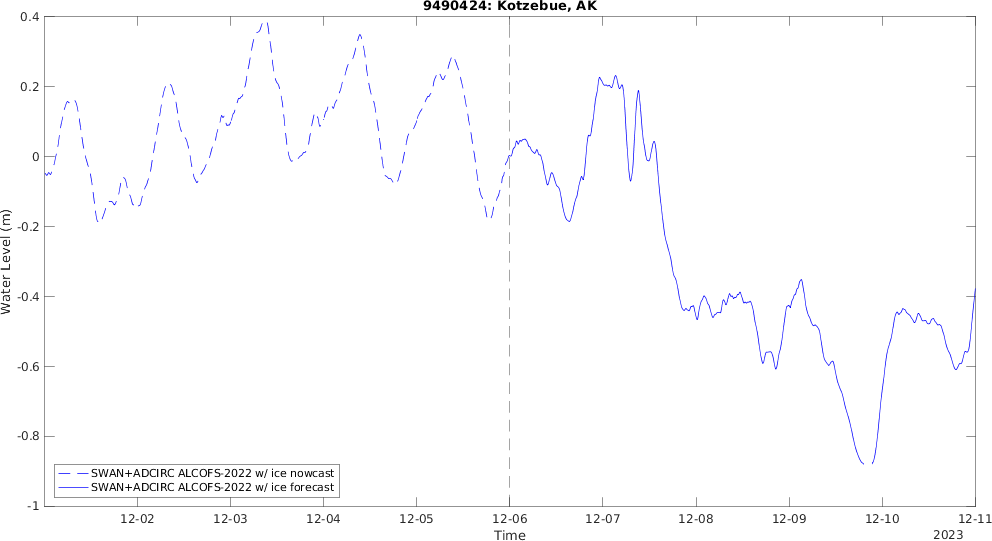 9490424: Kotzebue, AK
0.4
0.2
0
-0.2
-0.4
-0.6
-0.8
-1
Water Level (m)
SWAN+ADCIRC ALCOFS-2022 w/ ice nowcast
SWAN+ADCIRC ALCOFS-2022 w/ ice forecast
12-02 12-03 12-04 12-05 12-06 12-07 12-08 12-09 12-10 12-11
Time
2023